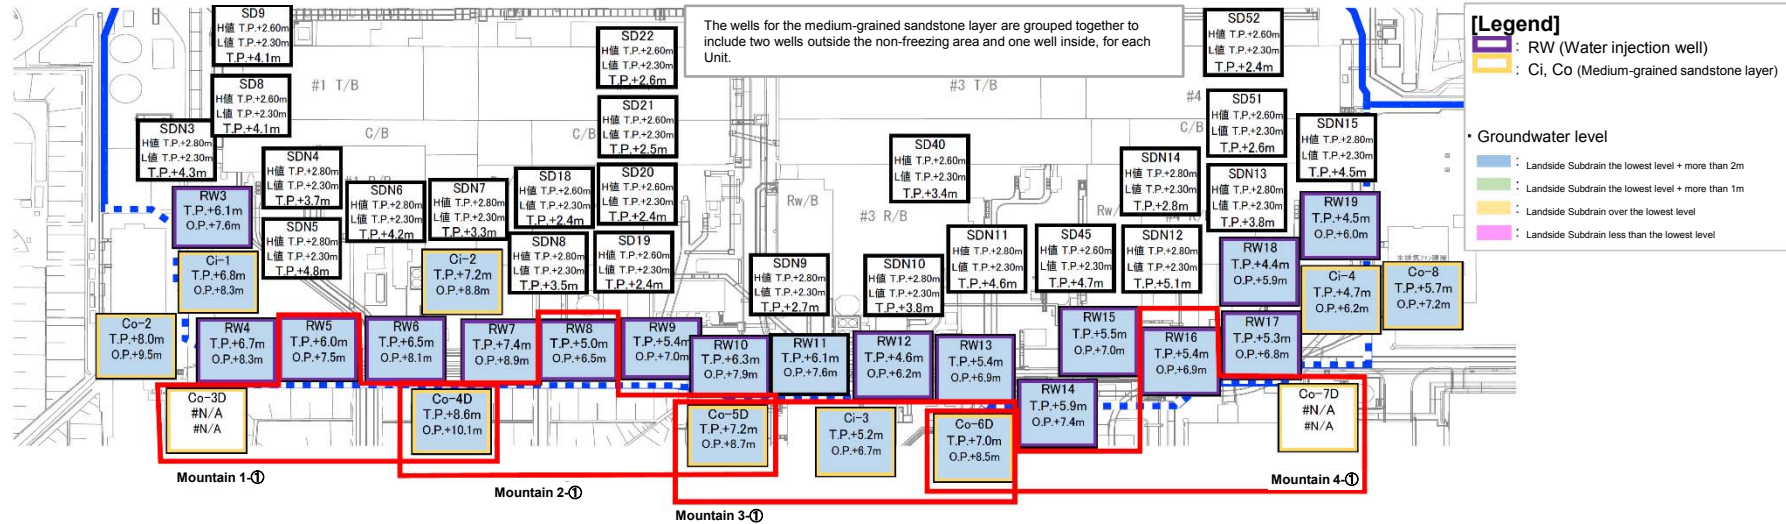 SD9
H値 T.P.+2.60m
L値 T.P.+2.30m
T.P.+4.1m
SD8
H値 T.P.+2.60m
L値 T.P.+2.30m
T.P.+4.1m
SDN3
H値 T.P.+2.80m
L値 T.P.+2.30m
T.P.+4.3m
SDN4
H値 T.P.+2.80m
L値 T.P.+2.30m
T.P.+3.7m
SDN5
H値 T.P.+2.80m
L値 T.P.+2.30m
T.P.+4.8m
SDN6
H値 T.P.+2.80m
L値 T.P.+2.30m
T.P.+4.2m
SDN7
H値 T.P.+2.80m
L値 T.P.+2.30m
T.P.+3.3m
SD18
H値 T.P.+2.60m
L値 T.P.+2.30m
T.P.+2.4m
SDN8
H値 T.P.+2.80m
L値 T.P.+2.30m
T.P.+3.5m
SD22
H値 T.P.+2.60m
L値 T.P.+2.30m
T.P.+2.6m
SD21
H値 T.P.+2.60m
L値 T.P.+2.30m
T.P.+2.5m
SD20
H値 T.P.+2.60m
L値 T.P.+2.30m
T.P.+2.4m
SD19
H値 T.P.+2.60m
L値 T.P.+2.30m
T.P.+2.4m
#1 T/B
C/B
C/B
The wells for the medium-grained sandstone layer are grouped together to
include two wells outside the non-freezing area and one well inside, for each
Unit.
#3 T/B
#4
C/B
Rw/B
#3 R/B
Rw/
SDN9
H値 T.P.+2.80m
L値 T.P.+2.30m
T.P.+2.7m
SD40
H値 T.P.+2.60m
L値 T.P.+2.30m
T.P.+3.4m
SDN10
H値 T.P.+2.80m
L値 T.P.+2.30m
T.P.+3.8m
SDN11
H値 T.P.+2.80m
L値 T.P.+2.30m
T.P.+4.6m
SD45
H値 T.P.+2.60m
L値 T.P.+2.30m
T.P.+4.7m
SDN14
H値 T.P.+2.80m
L値 T.P.+2.30m
T.P.+2.8m
SDN12
H値 T.P.+2.80m
L値 T.P.+2.30m
T.P.+5.1m
SD52
H値 T.P.+2.60m
L値 T.P.+2.30m
T.P.+2.4m
SD51
H値 T.P.+2.60m
L値 T.P.+2.30m
T.P.+2.6m
SDN13
H値 T.P.+2.80m
L値 T.P.+2.30m
T.P.+3.8m
SDN15
H値 T.P.+2.80m
L値 T.P.+2.30m
T.P.+4.5m
RW3
T.P.+6.1m
O.P.+7.6m
Ci-1
T.P.+6.8m
O.P.+8.3m
Ci-2
T.P.+7.2m
O.P.+8.8m
Co-2
T.P.+8.0m
O.P.+9.5m
RW4
T.P.+6.7m
O.P.+8.3m
RW5
T.P.+6.0m
O.P.+7.5m
RW6
T.P.+6.5m
O.P.+8.1m
RW7
T.P.+7.4m
O.P.+8.9m
RW8
T.P.+5.0m
O.P.+6.5m
RW9
T.P.+5.4m
O.P.+7.0m
RW10
T.P.+6.3m
O.P.+7.9m
RW11
T.P.+6.1m
O.P.+7.6m
RW12
T.P.+4.6m
O.P.+6.2m
RW13
T.P.+5.4m
O.P.+6.9m
RW14
T.P.+5.9m
O.P.+7.4m
RW15
T.P.+5.5m
O.P.+7.0m
RW16
T.P.+5.4m
O.P.+6.9m
RW17
T.P.+5.3m
O.P.+6.8m
RW18
T.P.+4.4m
O.P.+5.9m
RW19
T.P.+4.5m
O.P.+6.0m
Ci-4
T.P.+4.7m
O.P.+6.2m
Co-8
T.P.+5.7m
O.P.+7.2m
Co-3D
#N/A
#N/A
Co-4D
T.P.+8.6m
O.P.+10.1m
Co-5D
T.P.+7.2m
O.P.+8.7m
Ci-3
T.P.+5.2m
O.P.+6.7m
Co-6D
T.P.+7.0m
O.P.+8.5m
Co-7D
#N/A
#N/A
Mountain 1-①
Mountain 2-①
Mountain 3-①
Mountain 4-①
[Legend]
: RW (Water injection well)
: Ci, Co (Medium-grained sandstone layer)
・Groundwater level
: Landside Subdrain the lowest level + more than 2m
: Landside Subdrain the lowest level + more than 1m
: Landside Subdrain over the lowest level
: Landside Subdrain less than the lowest level